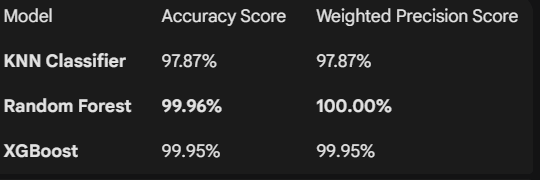 Model Accuracy Score Weighted Precision Score
KNN Classifier 97.87% 97.87%
Random Forest 99.96% 100.00%
XGBoost 99.95% 99.95%